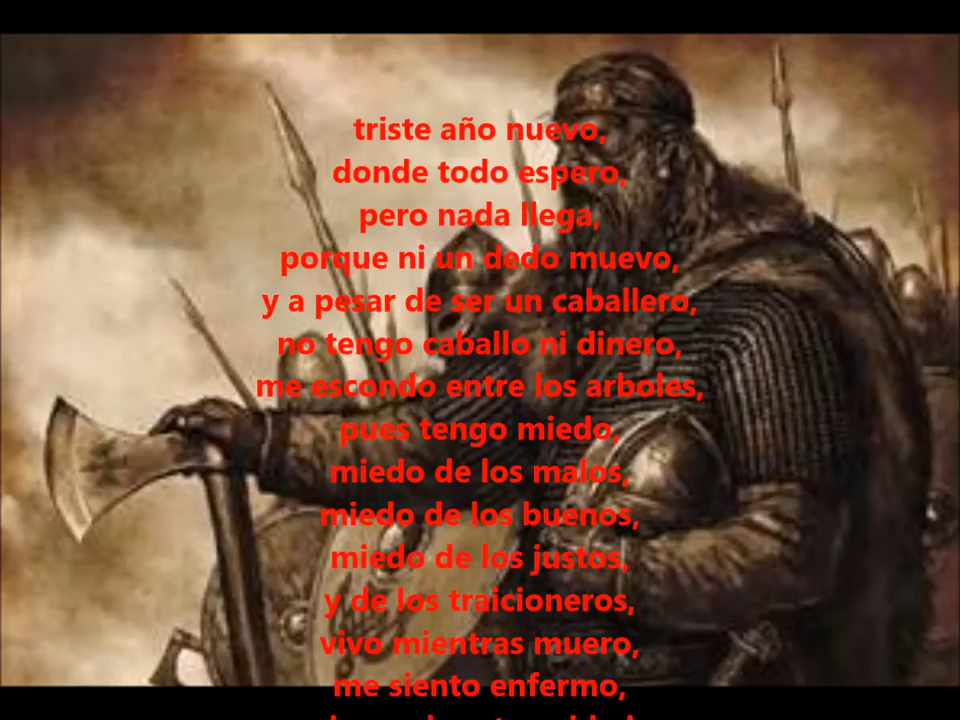 triste año nuevo,
donde todo espero,
pero nada llega,
porque ni un dedo muevo,
y a pesar de ser un caballero,
no tengo caballo ni dinero,
me escondo entre los arboles,
pues tengo miedo,
miedo de los malos,
miedo de los buenos,
miedo de los justos,
y de los traicioneros,
vivo mientras muero,
me siento enfermo,